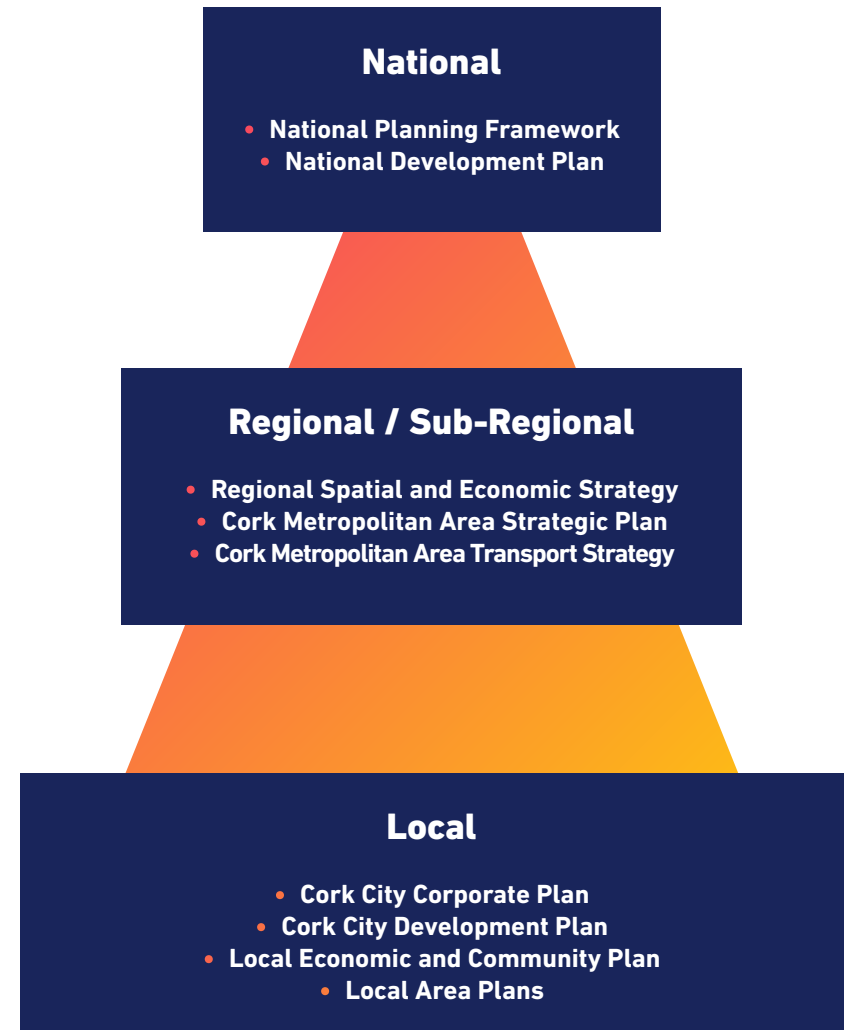 National
• National Planning Framework
• National Development Plan
Regional / Sub-Regional
• Regional Spatial and Economic Strategy
• Cork Metropolitan Area Strategic Plan
• Cork Metropolitan Area Transport Strategy
Local
• Cork City Corporate Plan
• Cork City Development Plan
• Local Economic and Community Plan
• Local Area Plans